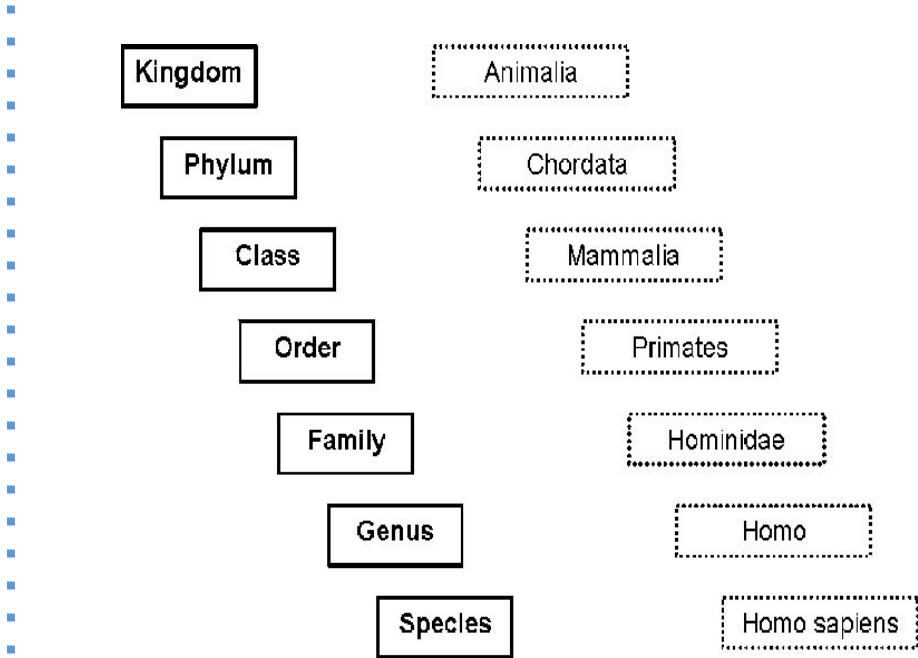 Kingdom Animalia
Phylum Chordata
Class Mammalia
Order Primates
Family Hominidae
Genus Homo
Species Homo sapiens